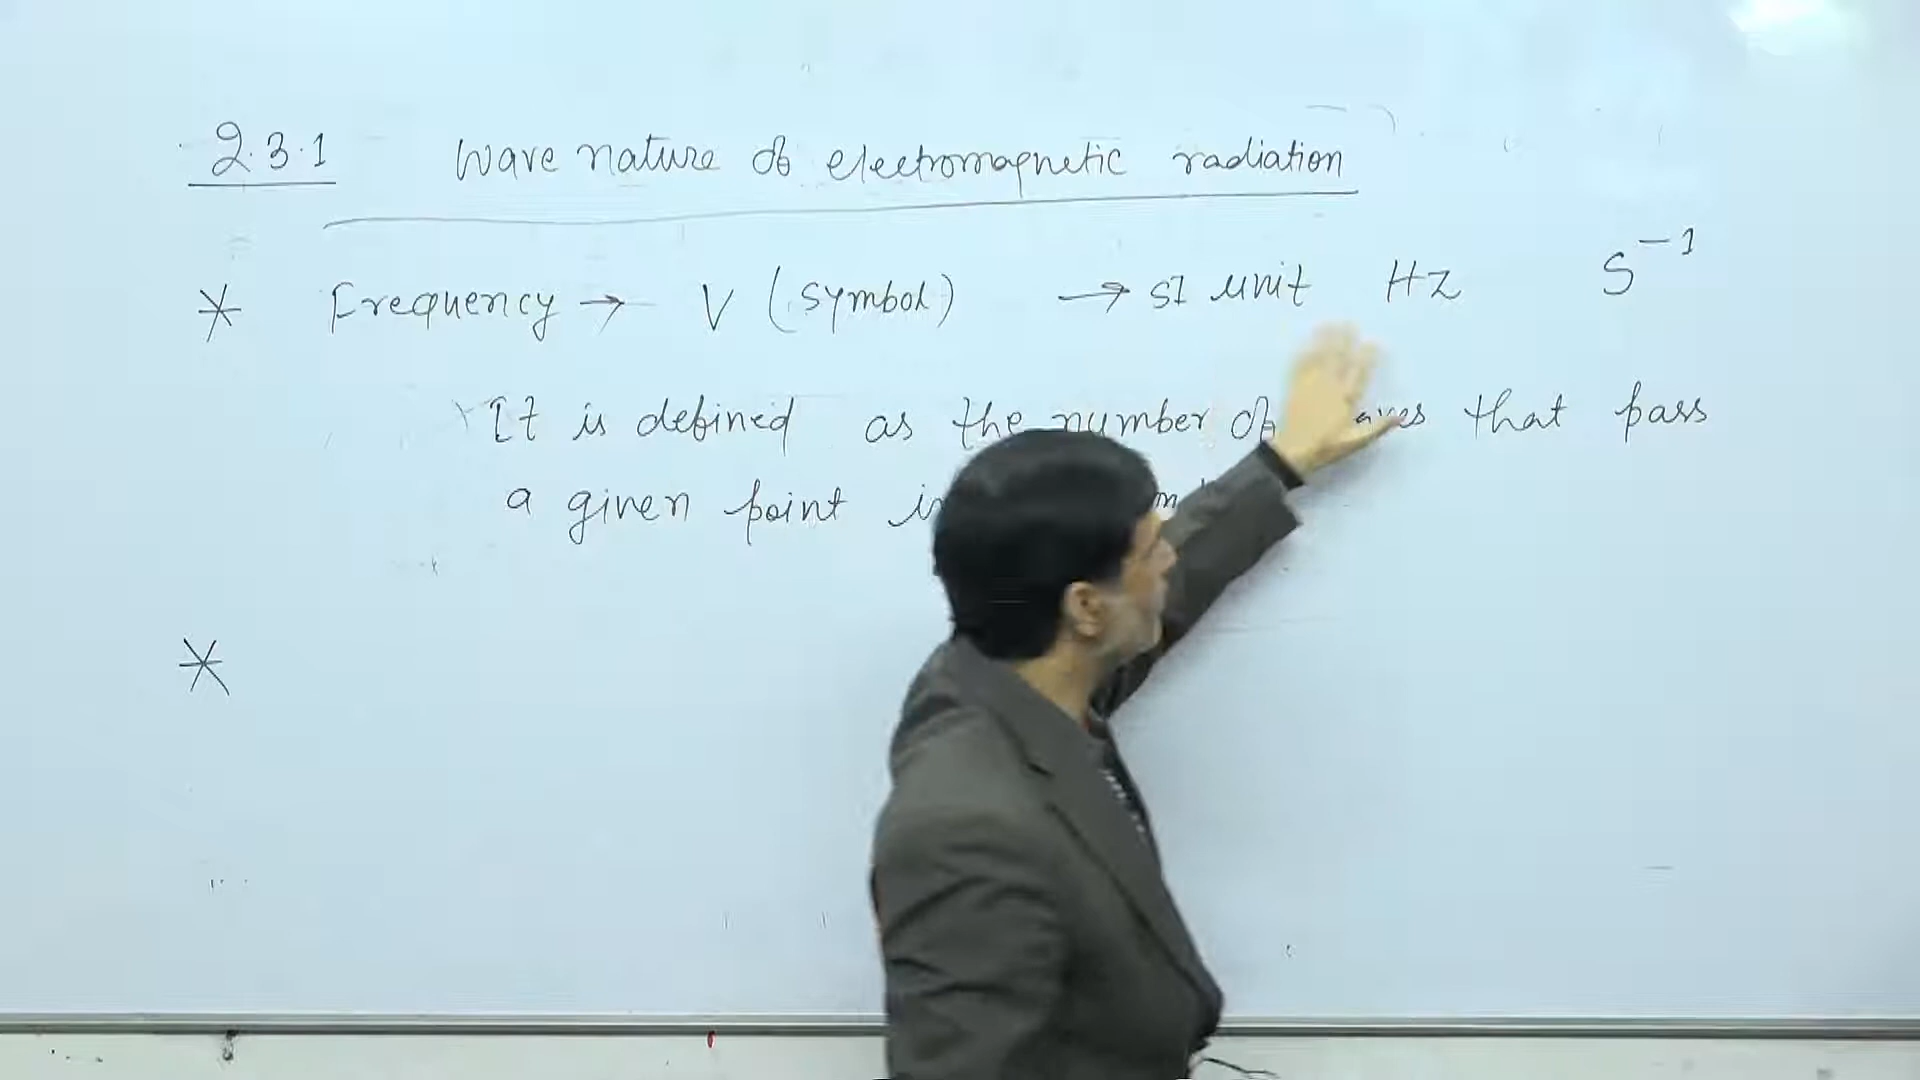 2.3.1 Wave nature of electromagnetic radiation
* Frequency → ν (symbol) → SI unit Hz S⁻¹
It is defined as the number of that pass
a given point
*